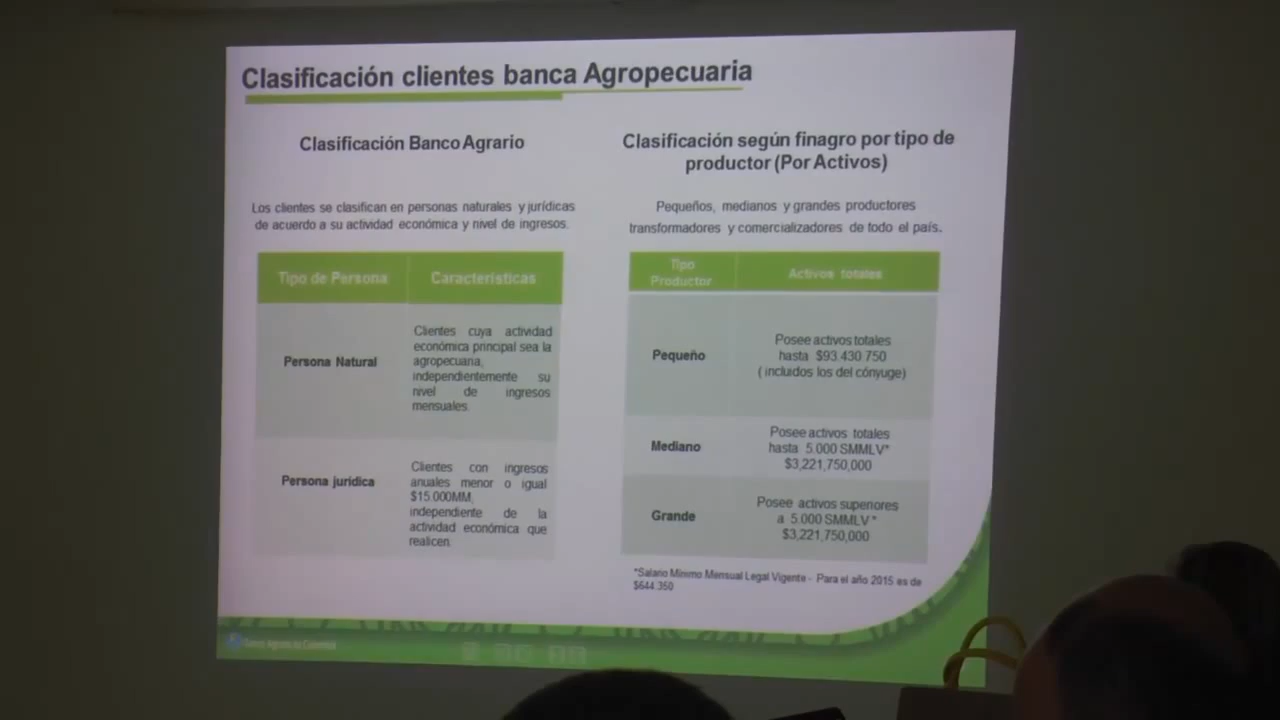 Clasificación clientes banca Agropecuaria
Clasificación Banco Agrario
Los clientes se clasifican en personas naturales y jurídicas
de acuerdo a su actividad económica y nivel de ingresos.
Tipo de Persona
Características
Persona Natural
Clientes cuya actividad
económica principal sea la
agropecuaria,
independientemente su
nivel de ingresos
mensuales.
Persona jurídica
Clientes con ingresos
anuales menor o igual
$15.000MM,
independiente de la
actividad económica que
realicen.
Clasificación según finagro por tipo de
productor (Por Activos)
Pequeños, medianos y grandes productores
transformadores y comercializadores de todo el país.
Tipo
Productor
Activos totales
Pequeño
Posee activos totales
hasta $93.430.750
( incluidos los del cónyuge)
Mediano
Posee activos totales
hasta 5.000 SMMLV*
$3,221,750,000
Grande
Posee activos superiores
a 5.000 SMMLV *
$3,221,750,000
*Salario Mínimo Mensual Legal Vigente - Para el año 2015 es de
$644.350
Banco Agrario de Colombia